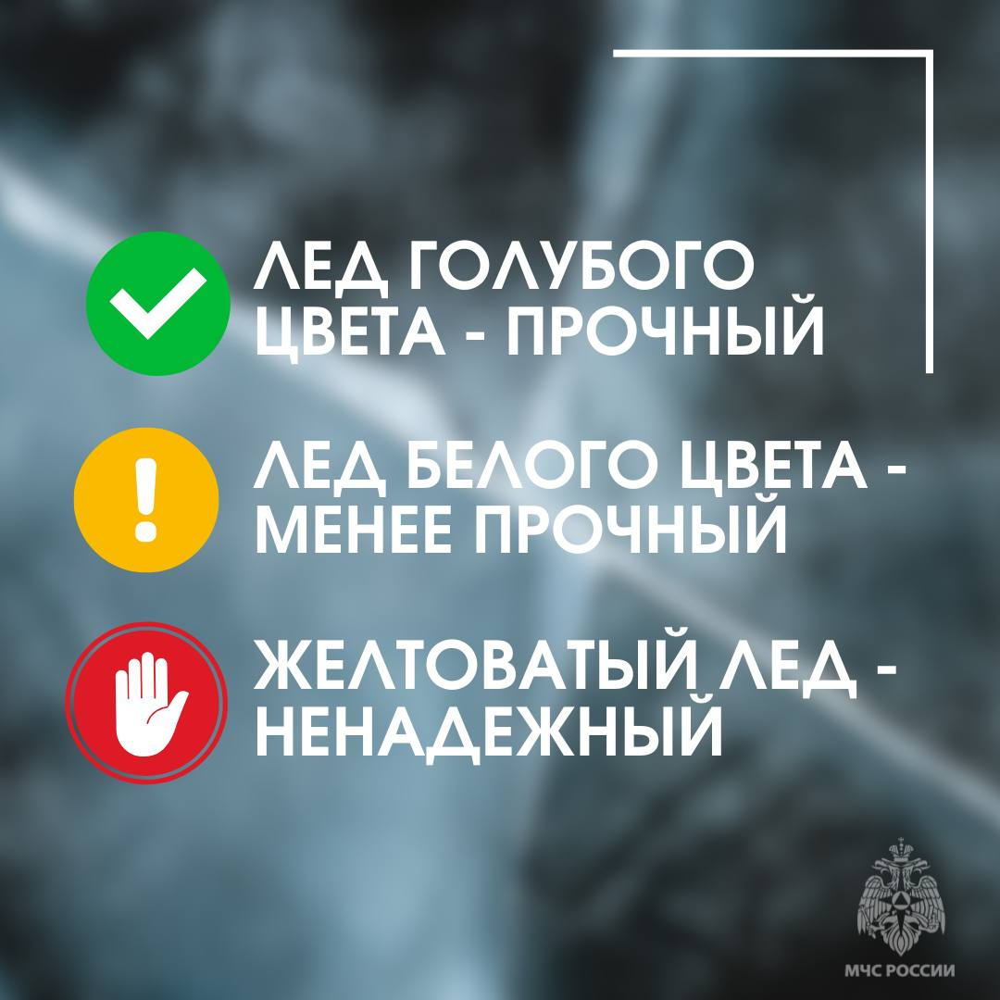 ЛЕД ГОЛУБОГО
ЦВЕТА - ПРОЧНЫЙ
ЛЕД БЕЛОГО ЦВЕТА -
МЕНЕЕ ПРОЧНЫЙ
ЖЕЛТОВАТЫЙ ЛЕД -
НЕНАДЕЖНЫЙ
МЧС РОССИИ